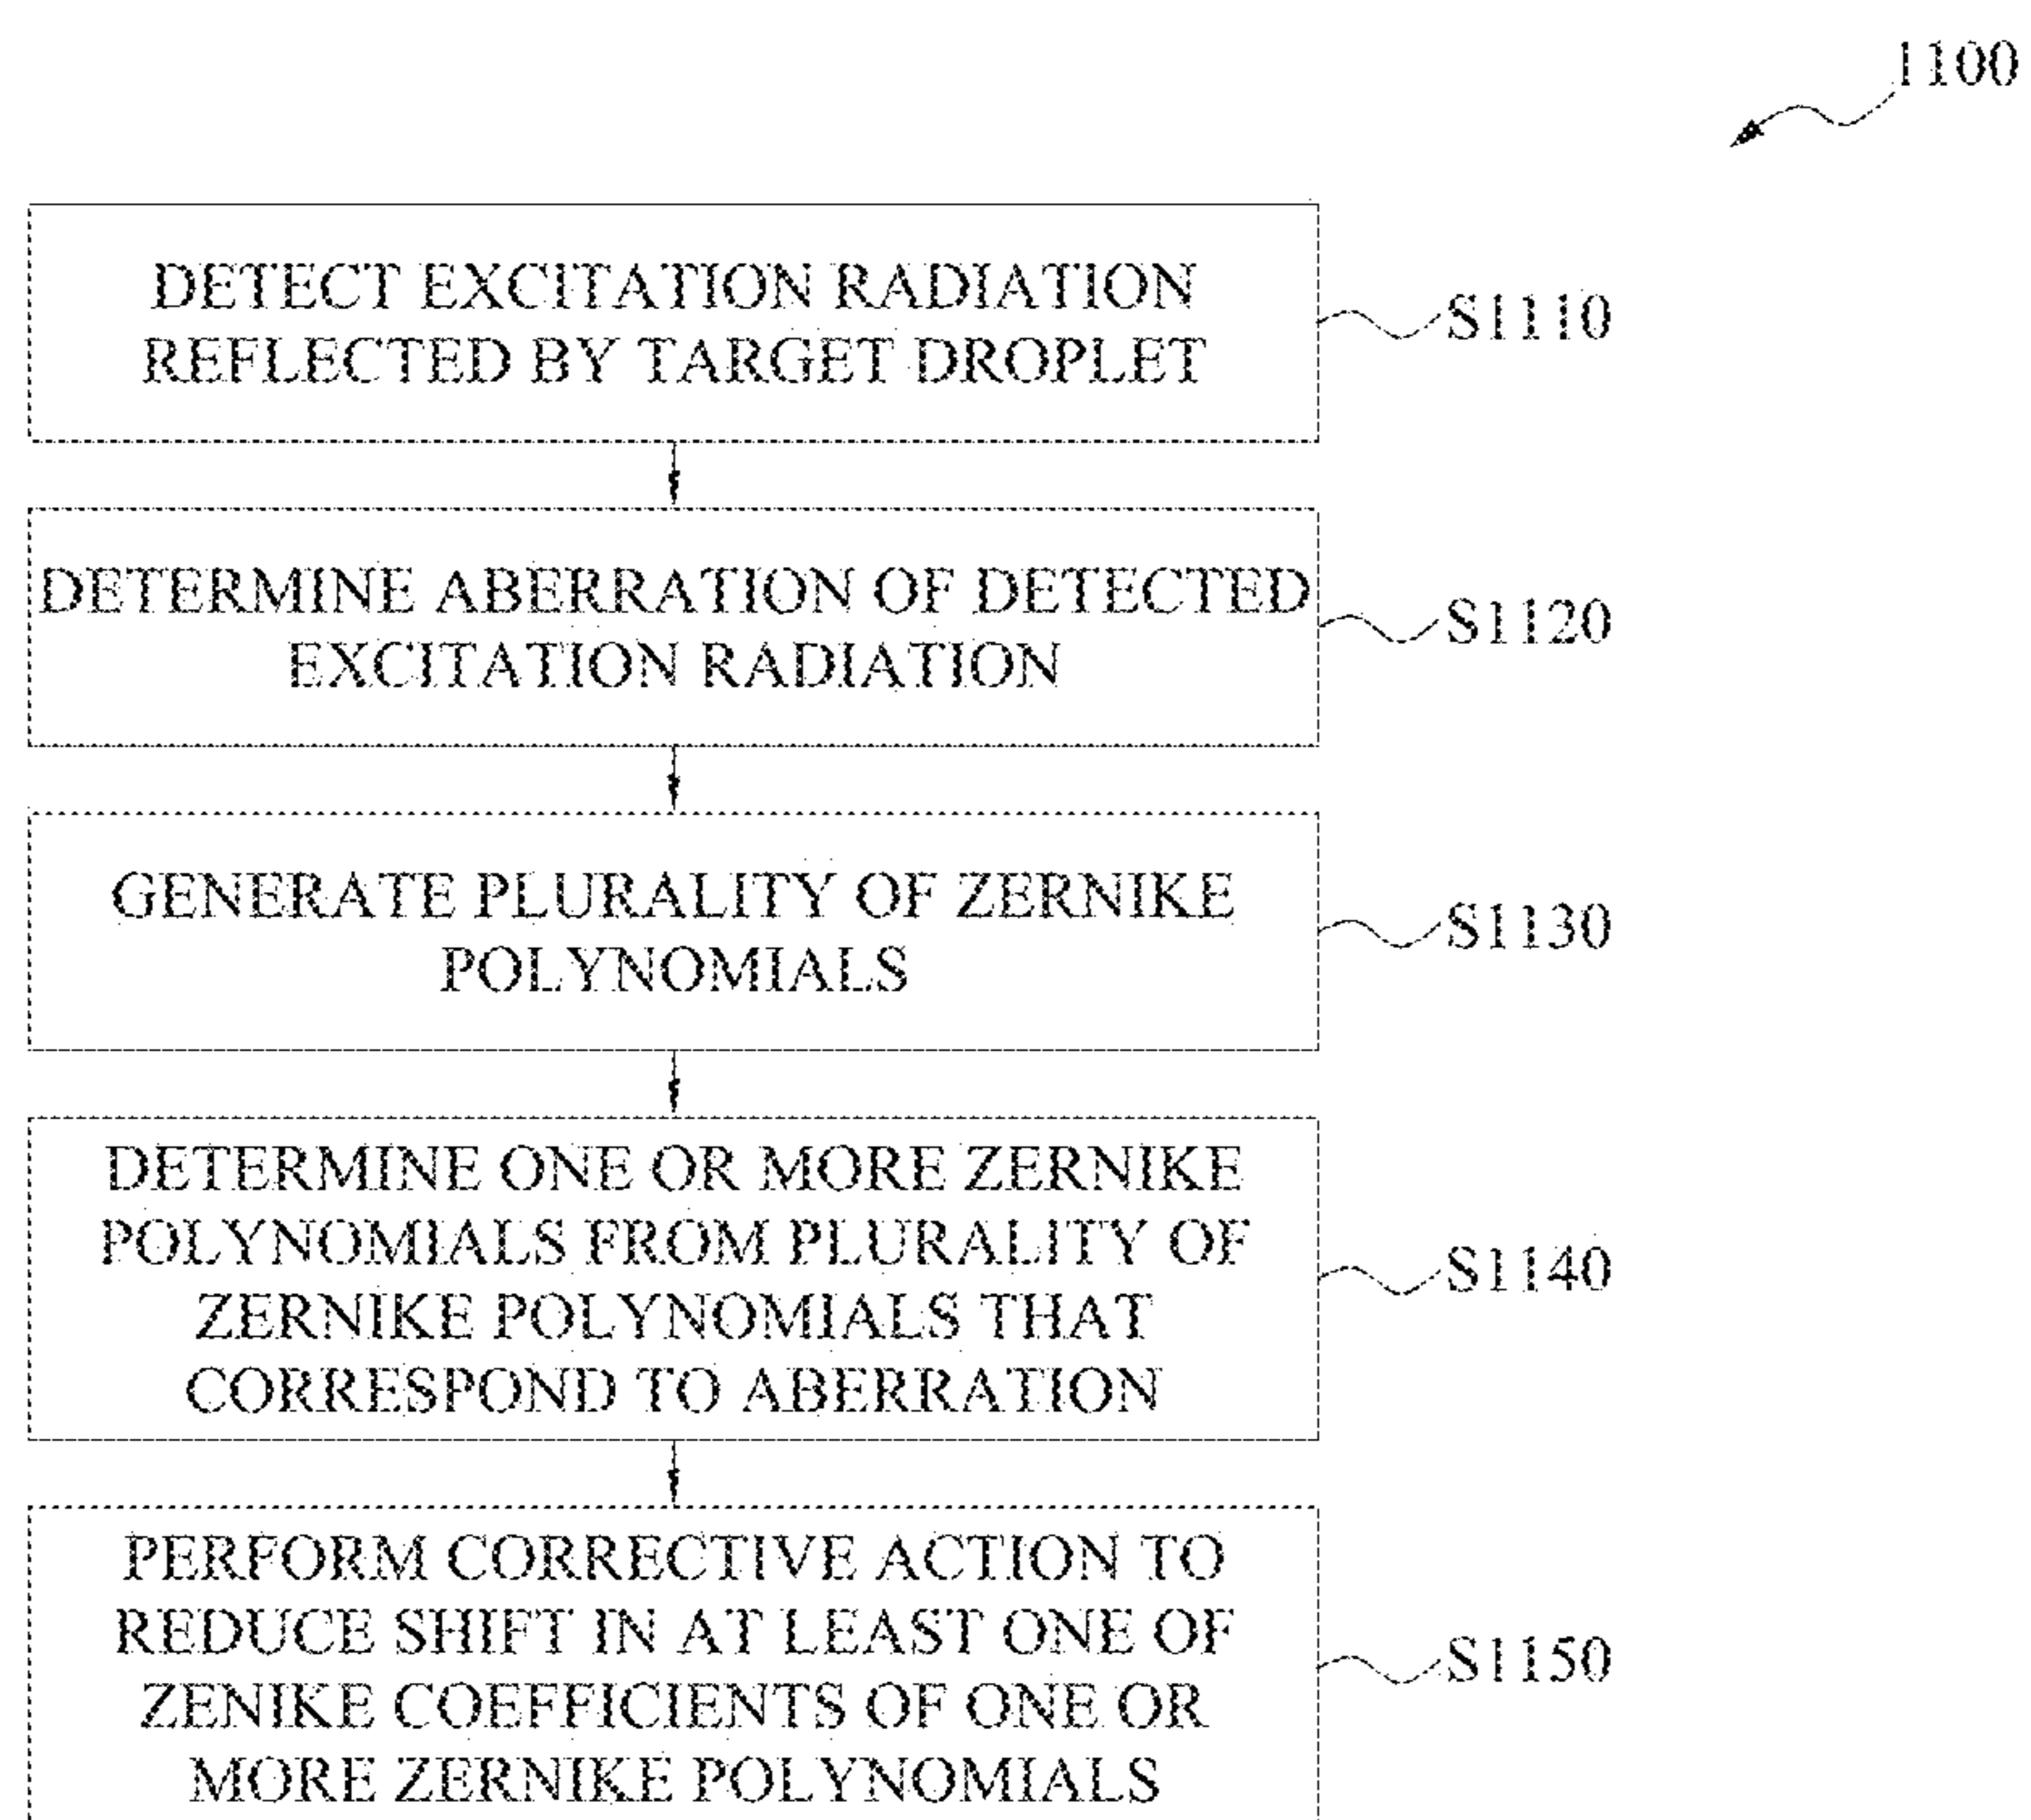 1100
DETECT EXCITATION RADIATION
REFLECTED BY TARGET DROPLET
S1110
DETERMINE ABERRATION OF DETECTED
EXCITATION RADIATION
S1120
GENERATE PLURALITY OF ZERNIKE
POLYNOMIALS
S1130
DETERMINE ONE OR MORE ZERNIKE
POLYNOMIALS FROM PLURALITY OF
ZERNIKE POLYNOMIALS THAT
CORRESPOND TO ABERRATION
S1140
PERFORM CORRECTIVE ACTION TO
REDUCE SHIFT IN AT LEAST ONE OF
ZENIKE COEFFICIENTS OF ONE OR
MORE ZERNIKE POLYNOMIALS
S1150